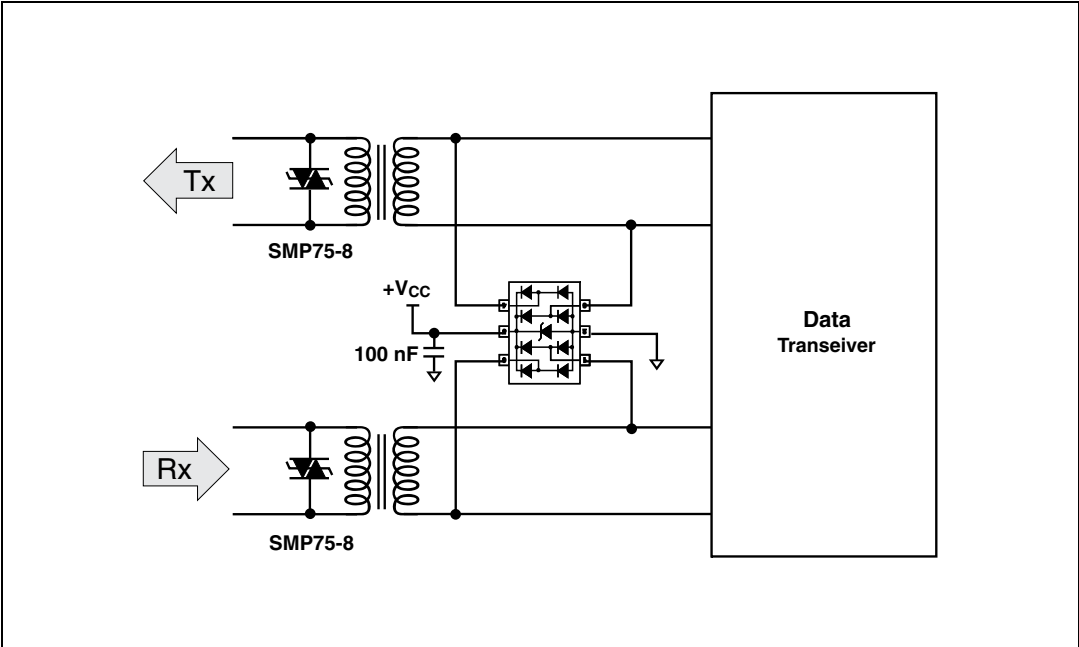 Tx
SMP75-8
+VCC
100 nF
Data
Transeiver
Rx
SMP75-8